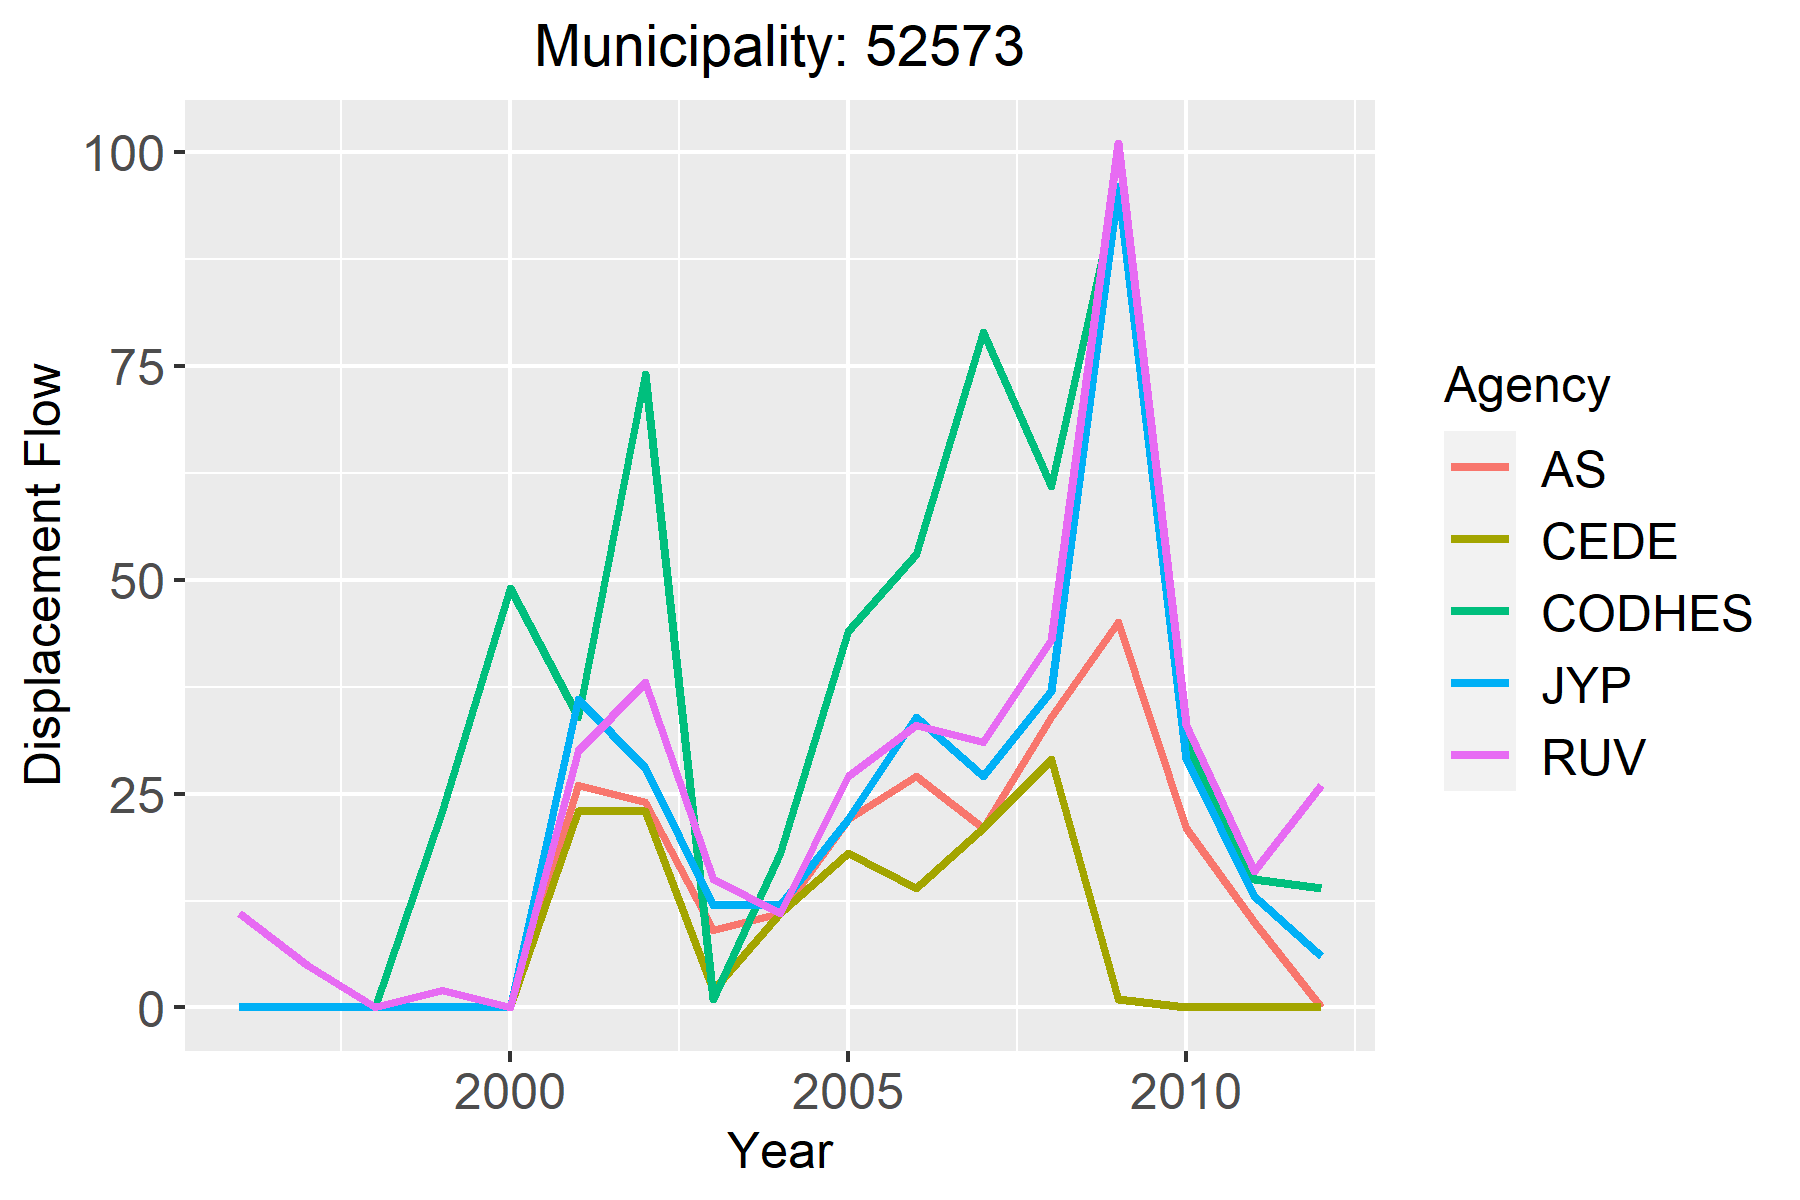 Municipality: 52573
Displacement Flow
100
75
50
25
0
2000 2005 2010
Year
Agency
AS
CEDE
CODHES
JYP
RUV